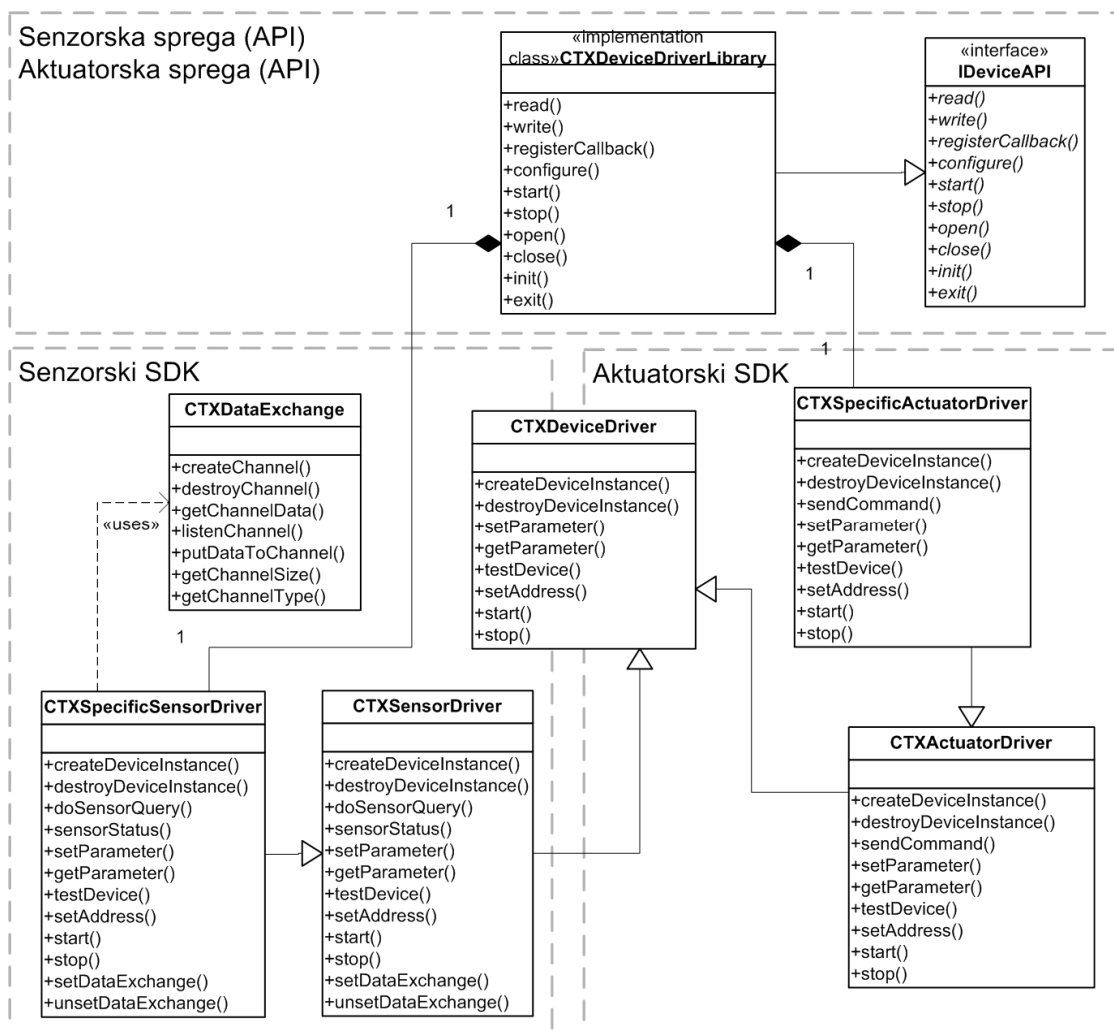 Senzorska sprega (API)
Aktuatorska sprega (API)
«implementation
class»CTXDeviceDriverLibrary
+read()
+write()
+registerCallback()
+configure()
+start()
+stop()
+open()
+close()
+init()
+exit()
«interface»
IDeviceAPI
+read()
+write()
+registerCallback()
+configure()
+start()
+stop()
+open()
+close()
+init()
+exit()
1
1
1
1
Senzorski SDK
CTXDataExchange
+createChannel()
+destroyChannel()
+getChannelData()
+listenChannel()
+putDataToChannel()
+getChannelSize()
+getChannelType()
«uses»
CTXDeviceDriver
+createDeviceInstance()
+destroyDeviceInstance()
+setParameter()
+getParameter()
+testDevice()
+setAddress()
+start()
+stop()
Aktuatorski SDK
CTXSpecificActuatorDriver
+createDeviceInstance()
+destroyDeviceInstance()
+sendCommand()
+setParameter()
+getParameter()
+testDevice()
+setAddress()
+start()
+stop()
CTXSpecificSensorDriver
+createDeviceInstance()
+destroyDeviceInstance()
+doSensorQuery()
+sensorStatus()
+setParameter()
+getParameter()
+testDevice()
+setAddress()
+start()
+stop()
+setDataExchange()
+unsetDataExchange()
CTXSensorDriver
+createDeviceInstance()
+destroyDeviceInstance()
+doSensorQuery()
+sensorStatus()
+setParameter()
+getParameter()
+testDevice()
+setAddress()
+start()
+stop()
+setDataExchange()
+unsetDataExchange()
CTXActuatorDriver
+createDeviceInstance()
+destroyDeviceInstance()
+sendCommand()
+setParameter()
+getParameter()
+testDevice()
+setAddress()
+start()
+stop()